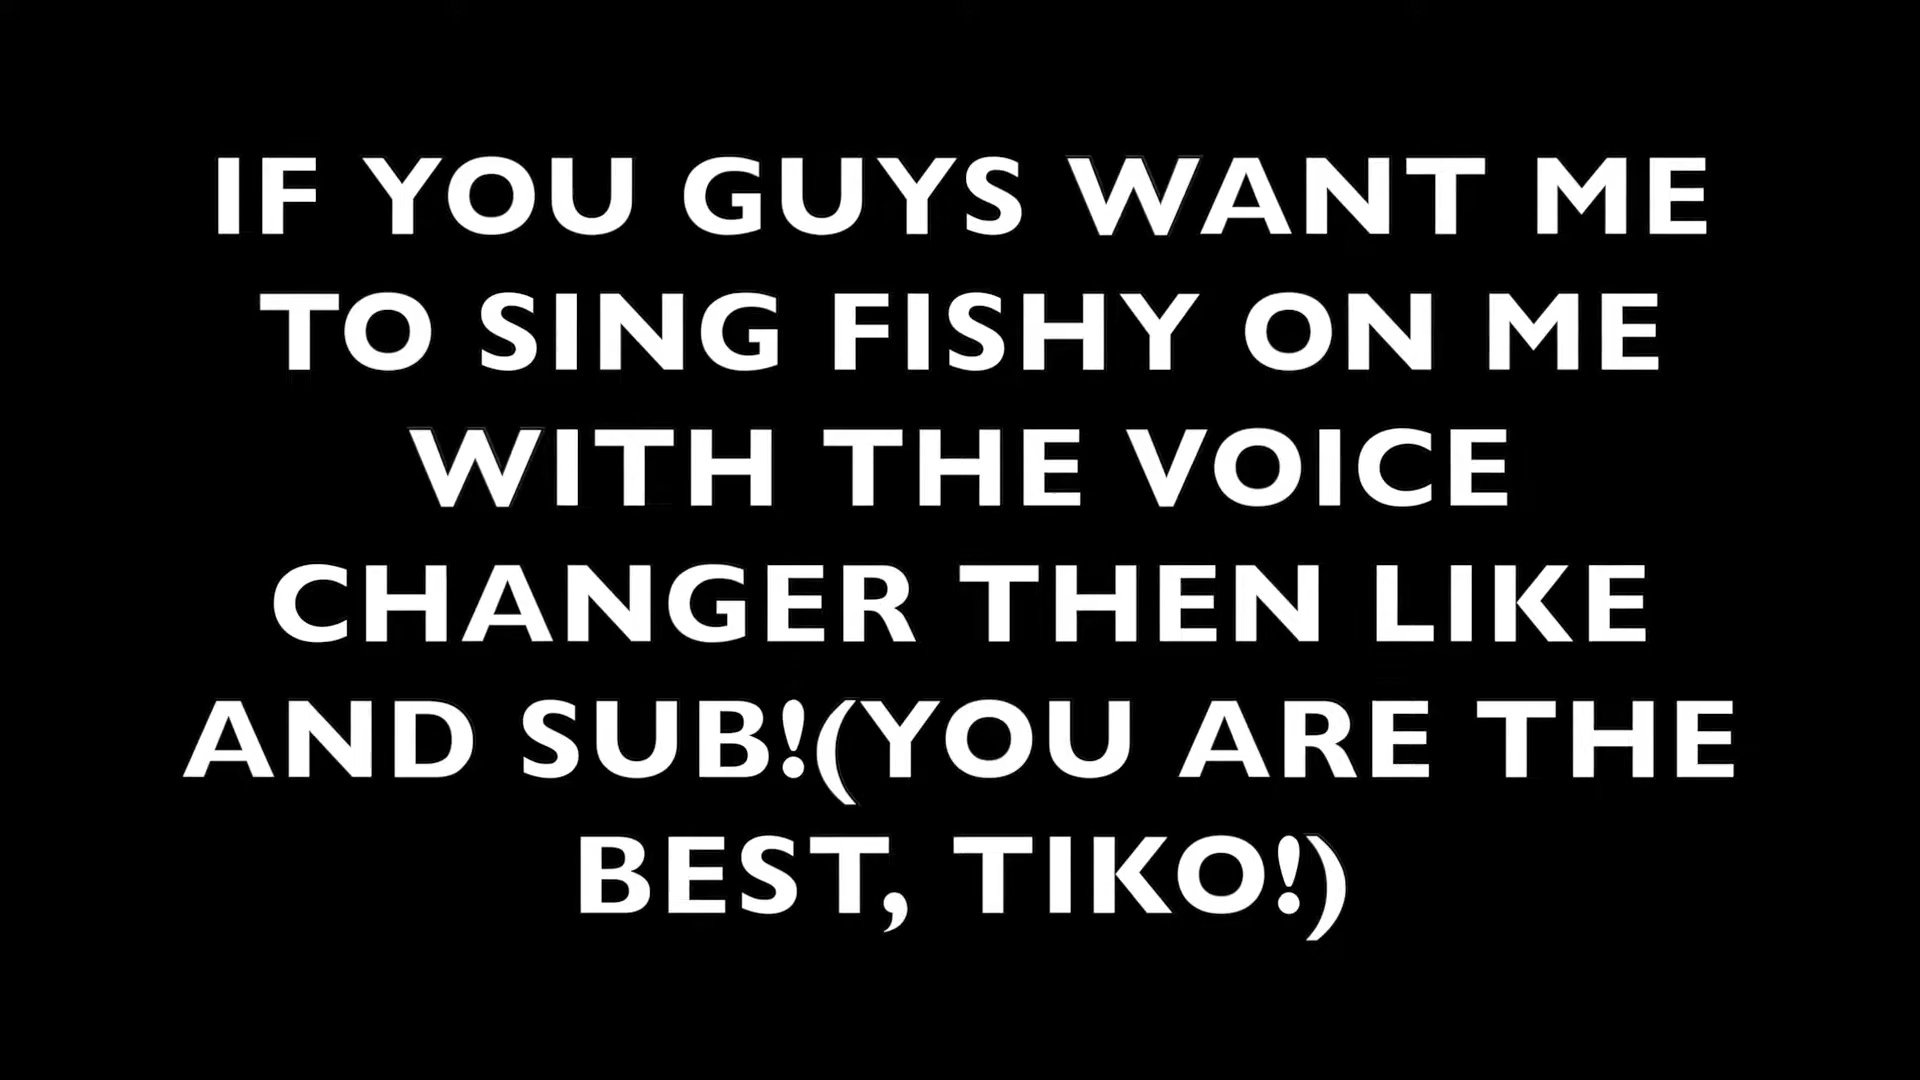 IF YOU GUYS WANT ME
TO SING FISHY ON ME
WITH THE VOICE
CHANGER THEN LIKE
AND SUB!(YOU ARE THE
BEST, TIKO!)